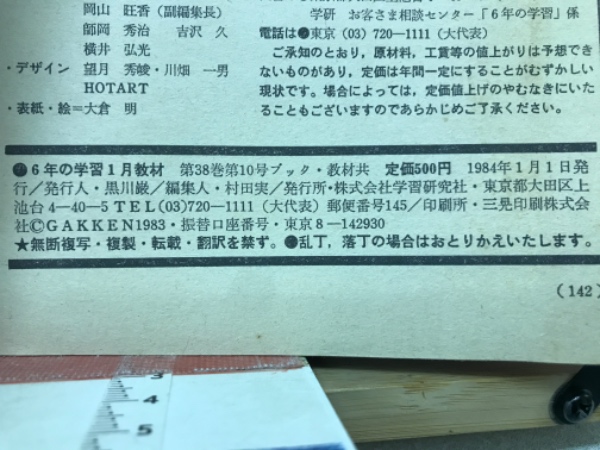 岡山 旺香（副編集長）
師岡 秀治 吉沢 久
横井 弘光
・デザイン 望月 秀峻・川畑 一男
HOTART
・表紙・絵＝大倉 明
学研 お客さま相談センター「6年の学習」係
電話は●東京（03）720―1111（大代表）
ご承知のとおり，原材料，工賃等の値上がりは予想でき
ないものがあり，定価は年間一定にすることがむずかしい
現状です。場合によっては，定価値上げのやむなきにいた
ることもございますのであらかじめご了承ください。
●6年の学習1月教材 第38巻第10号ブック・教材共 定価500円 1984年1月1日発
行／発行人・黒川巌／編集人・村田実／発行所・株式会社学習研究社・東京都大田区上
池台4―40―5 TEL(03)720―1111（大代表）郵便番号145／印刷所・三晃印刷株式会
社©GAKKEN1983・振替口座番号・東京8―142930
★無断複写・複製・転載・翻訳を禁ず。●乱丁，落丁の場合はおとりかえいたします。
（142）
3
4
5